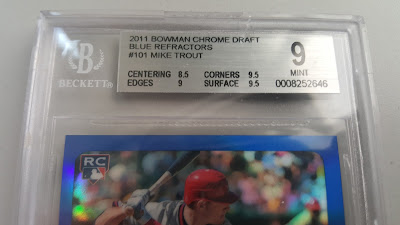 2011 BOWMAN CHROME DRAFT
BLUE REFRACTORS
#101 MIKE TROUT
9
MINT
CENTERING 8.5 CORNERS 9.5
EDGES 9 SURFACE 9.5
0008252646
B
BECKETT
RC